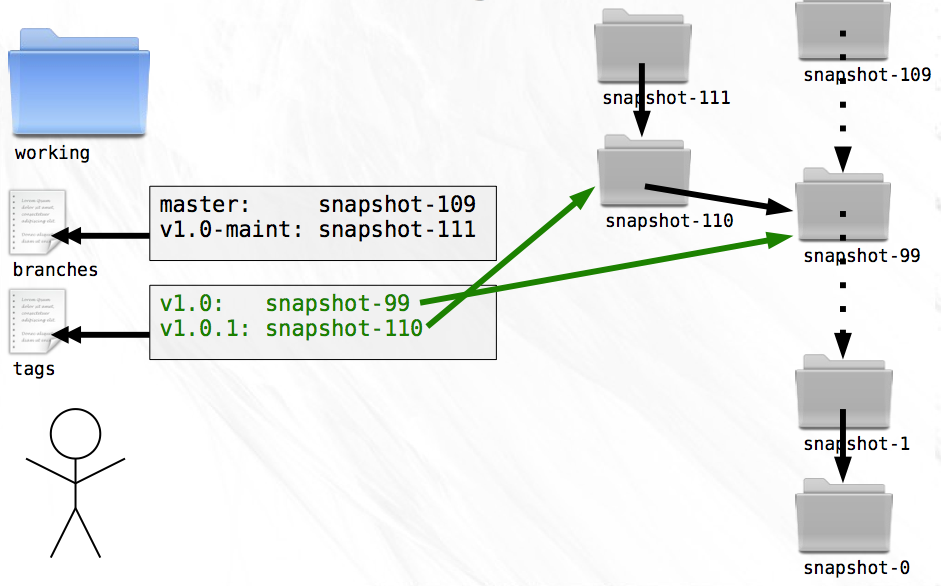 snapshot-111
snapshot-109
working
master: snapshot-109
v1.0-maint: snapshot-111
snapshot-110
branches
snapshot-99
v1.0: snapshot-99
v1.0.1: snapshot-110
tags
snapshot-1
snapshot-0